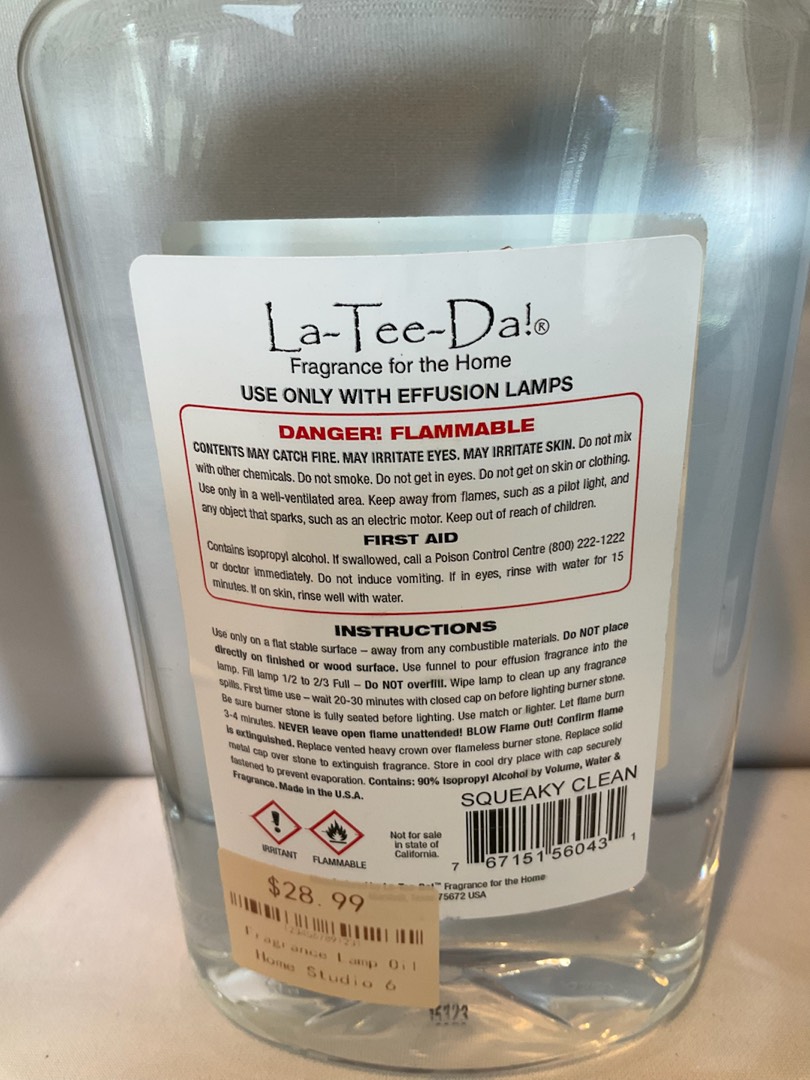 La-Tee-Da!®
Fragrance for the Home
USE ONLY WITH EFFUSION LAMPS
DANGER! FLAMMABLE
CONTENTS MAY CATCH FIRE. MAY IRRITATE EYES. MAY IRRITATE SKIN. Do not mix
with other chemicals. Do not smoke. Do not get in eyes. Do not get on skin or clothing.
Use only in a well-ventilated area. Keep away from flames, such as a pilot light, and
any object that sparks, such as an electric motor. Keep out of reach of children.
FIRST AID
Contains isopropyl alcohol. If swallowed, call a Poison Control Centre (800) 222-1222
or doctor immediately. Do not induce vomiting. If in eyes, rinse with water for 15
minutes. If on skin, rinse well with water.
INSTRUCTIONS
Use only on a flat stable surface – away from any combustible materials. Do NOT place
directly on finished or wood surface. Use funnel to pour effusion fragrance into the
lamp. Fill lamp 1/2 to 2/3 Full – Do NOT overfill. Wipe lamp to clean up any fragrance
spills. First time use – wait 20-30 minutes with closed cap on before lighting burner stone.
Be sure burner stone is fully seated before lighting. Use match or lighter. Let flame burn
3-4 minutes. NEVER leave open flame unattended! BLOW Flame Out! Confirm flame
is extinguished. Replace vented heavy crown over flameless burner stone. Replace solid
metal cap over stone to extinguish fragrance. Store in cool dry place with cap securely
fastened to prevent evaporation. Contains: 90% Isopropyl Alcohol by Volume, Water &
Fragrance. Made in the U.S.A.
SQUEAKY CLEAN
IRRITANT
FLAMMABLE
Not for sale
in state of
California.
7 67151 56043 1
Fragrance for the Home
75672 USA
$28.99
Fragrance Lamp Oil
Home Studio 6